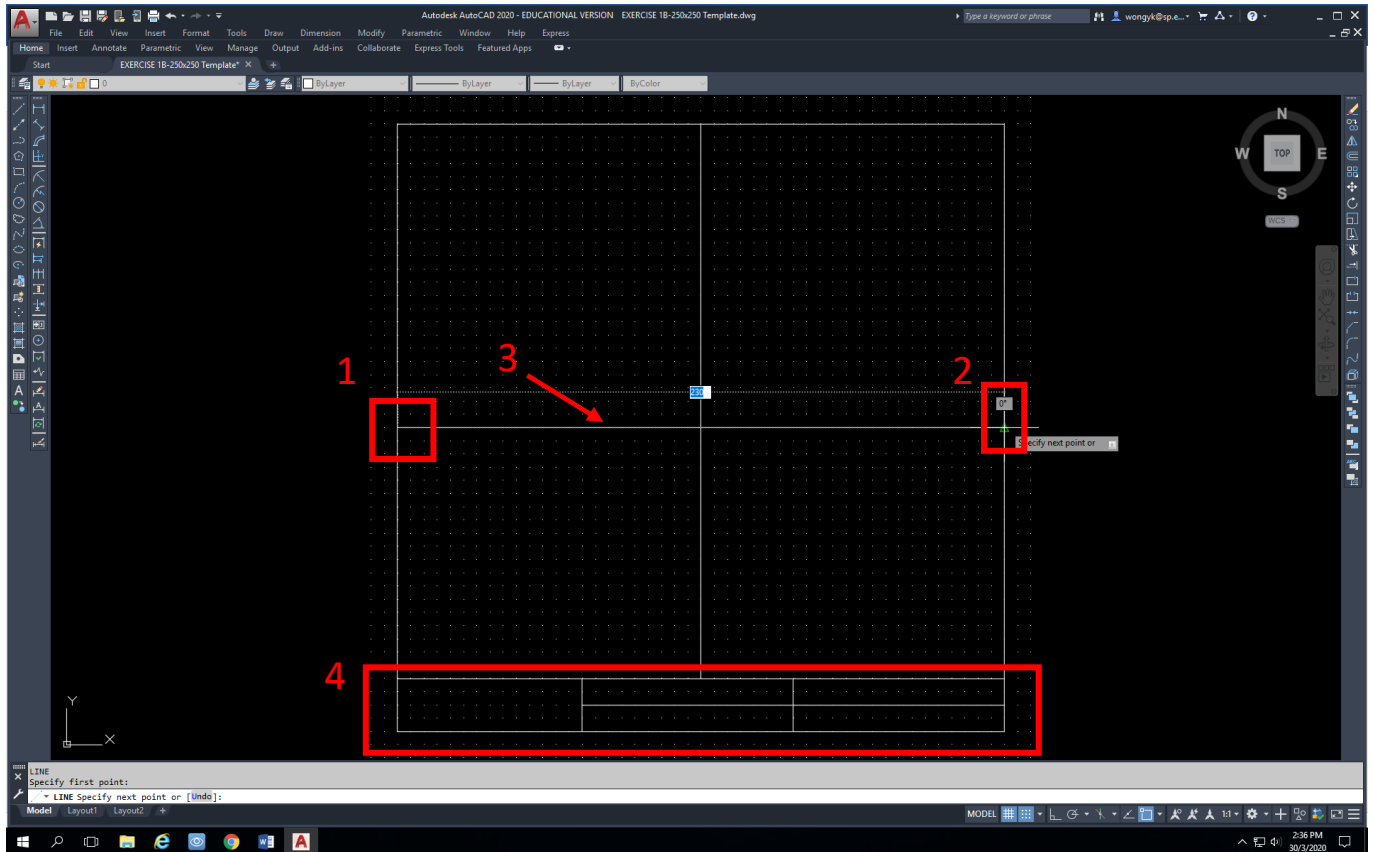 Autodesk AutoCAD 2020 - EDUCATIONAL VERSION EXERCISE 1B-250x250 Template.dwg
Type a keyword or phrase
wongyk@sp.e...
File Edit View Insert Format Tools Draw Dimension Modify Parametric Window Help Express
Home Insert Annotate Parametric View Manage Output Add-ins Collaborate Express Tools Featured Apps
Start EXERCISE 1B-250x250 Template*
0 ByLayer ByLayer ByLayer ByColor
N
W TOP E
S
WCS
3
1
2
230
0°
Specify next point or
4
Y
X
LINE
Specify first point:
LINE Specify next point or [Undo]:
Model Layout1 Layout2 +
MODEL 1:1
2:36 PM
30/3/2020